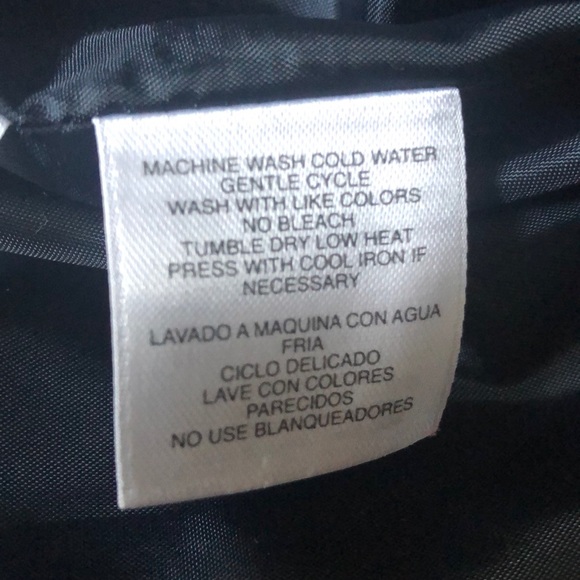 MACHINE WASH COLD WATER
GENTLE CYCLE
WASH WITH LIKE COLORS
NO BLEACH
TUMBLE DRY LOW HEAT
PRESS WITH COOL IRON IF
NECESSARY
LAVADO A MAQUINA CON AGUA
FRIA
CICLO DELICADO
LAVE CON COLORES
PARECIDOS
NO USE BLANQUEADORES